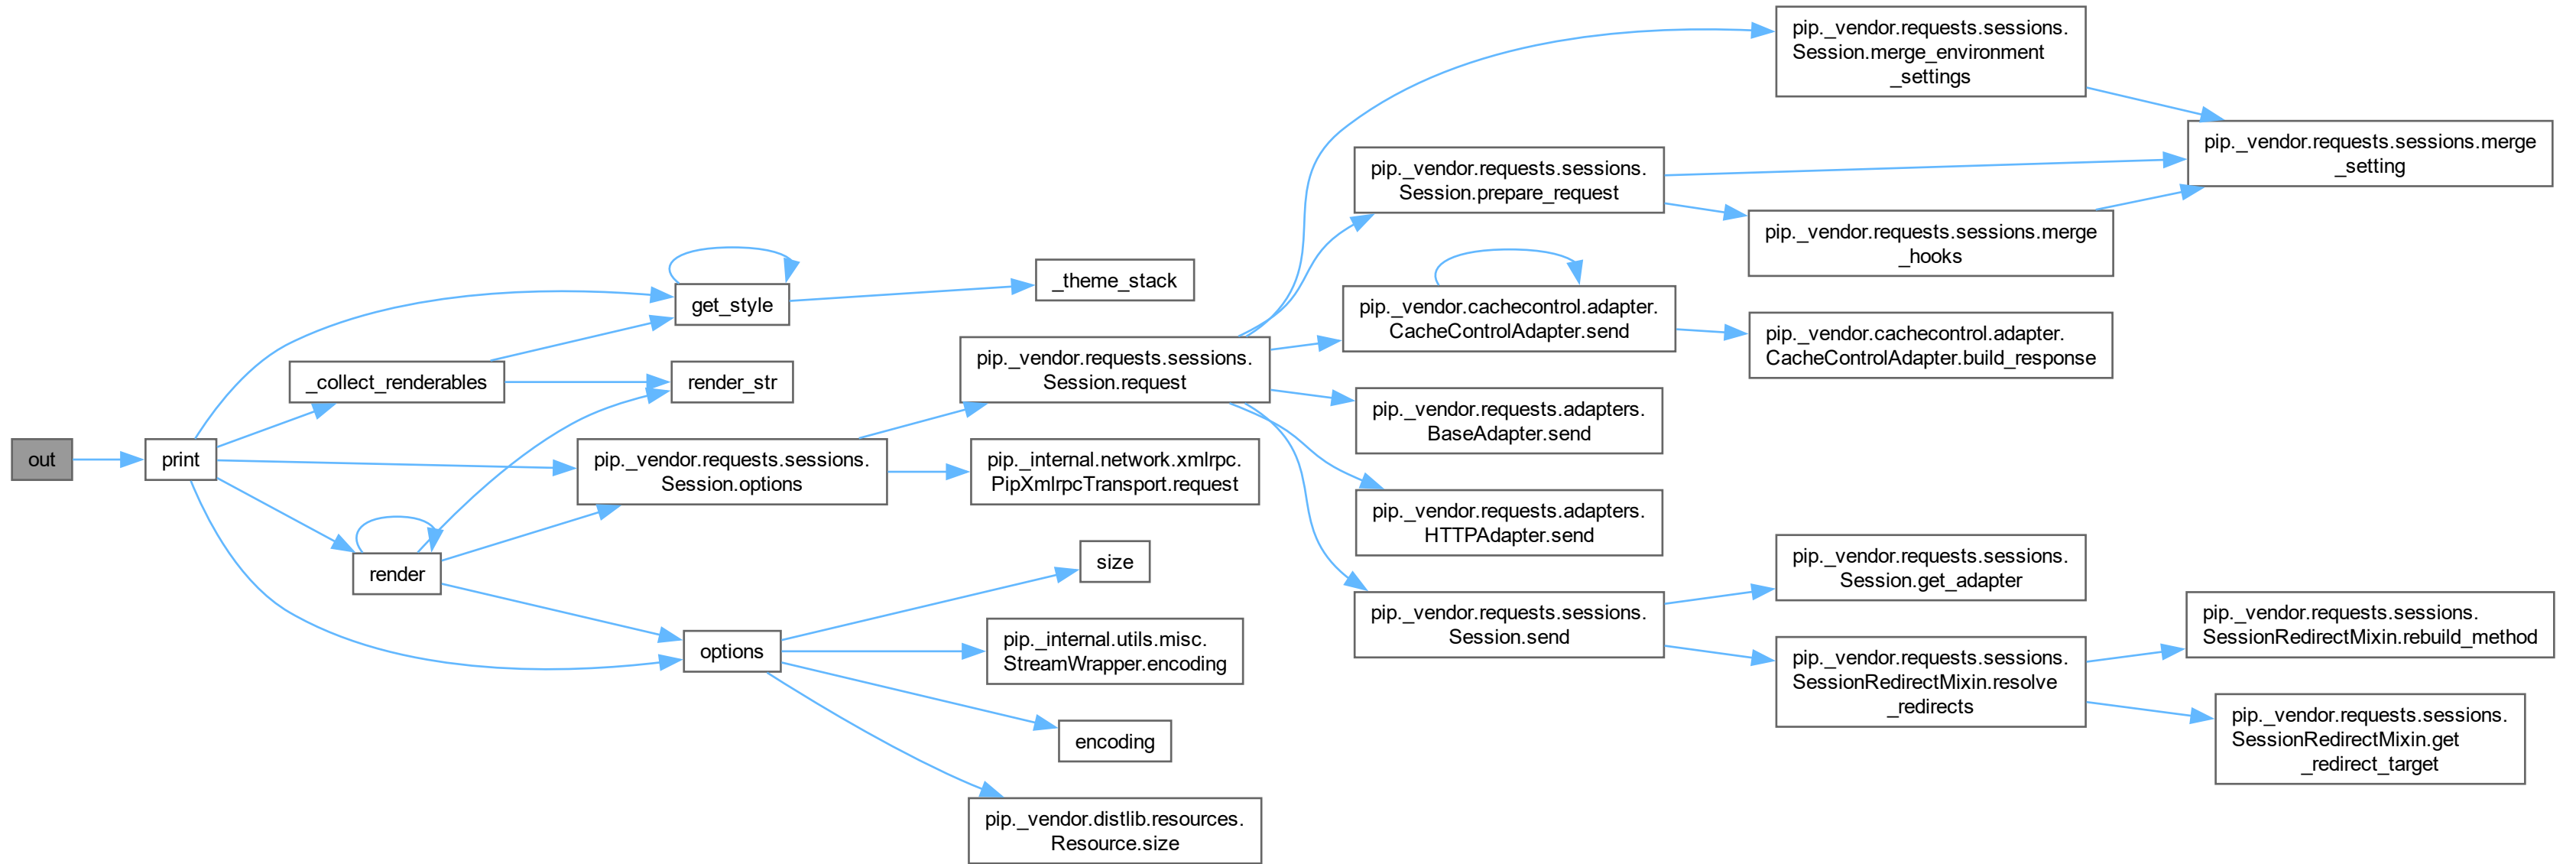 out
print
get_style
_collect_renderables
render
_theme_stack
render_str
pip._vendor.requests.sessions.
Session.options
options
pip._vendor.requests.sessions.
Session.request
pip._internal.network.xmlrpc.
PipXmlrpcTransport.request
size
pip._internal.utils.misc.
StreamWrapper.encoding
encoding
pip._vendor.distlib.resources.
Resource.size
pip._vendor.requests.sessions.
Session.merge_environment
_settings
pip._vendor.requests.sessions.
Session.prepare_request
pip._vendor.requests.sessions.merge
_setting
pip._vendor.requests.sessions.merge
_hooks
pip._vendor.cachecontrol.adapter.
CacheControlAdapter.send
pip._vendor.cachecontrol.adapter.
CacheControlAdapter.build_response
pip._vendor.requests.adapters.
BaseAdapter.send
pip._vendor.requests.adapters.
HTTPAdapter.send
pip._vendor.requests.sessions.
Session.send
pip._vendor.requests.sessions.
Session.get_adapter
pip._vendor.requests.sessions.
SessionRedirectMixin.resolve
_redirects
pip._vendor.requests.sessions.
SessionRedirectMixin.rebuild_method
pip._vendor.requests.sessions.
SessionRedirectMixin.get
_redirect_target